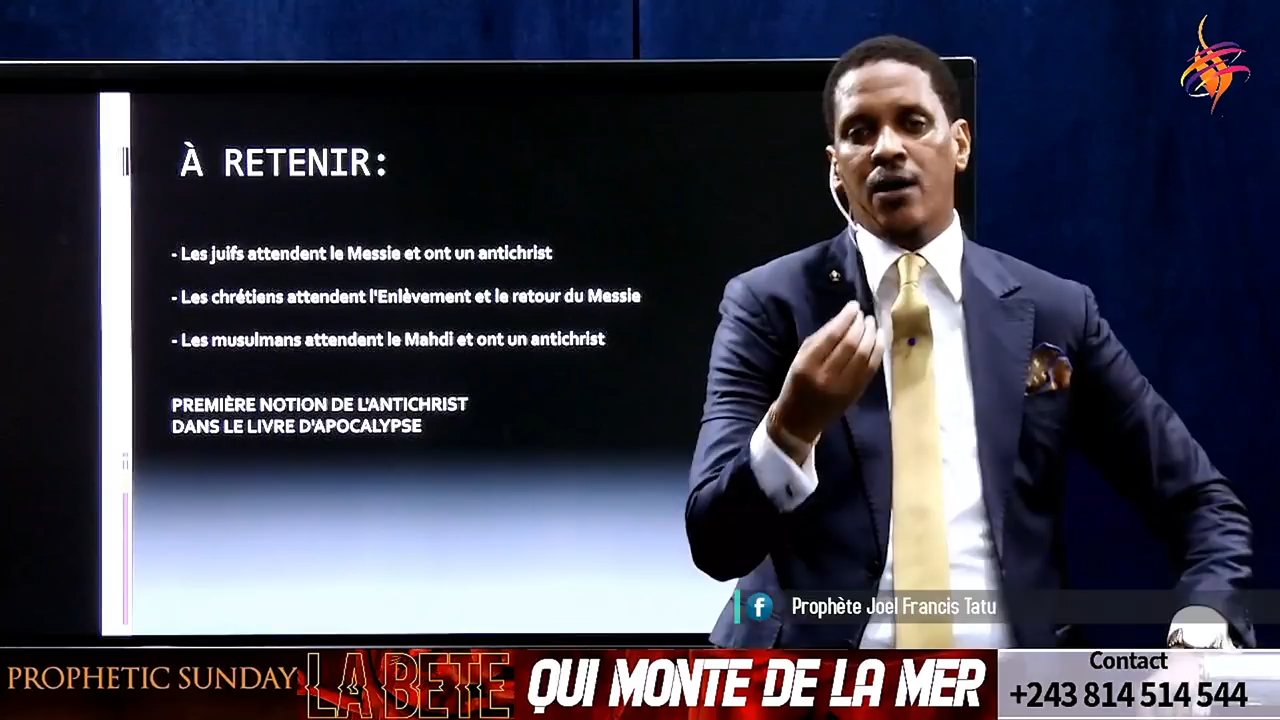 À RETENIR:
- Les juifs attendent le Messie et ont un antichrist
- Les chrétiens attendent l'Enlèvement et le retour du Messie
- Les musulmans attendent le Mahdi et ont un antichrist
PREMIÈRE NOTION DE L'ANTICHRIST
DANS LE LIVRE D'APOCALYPSE
Prophète Joel Francis Tatu
PROPHETIC SUNDAY LA BETE QUI MONTE DE LA MER
Contact
+243 814 514 544